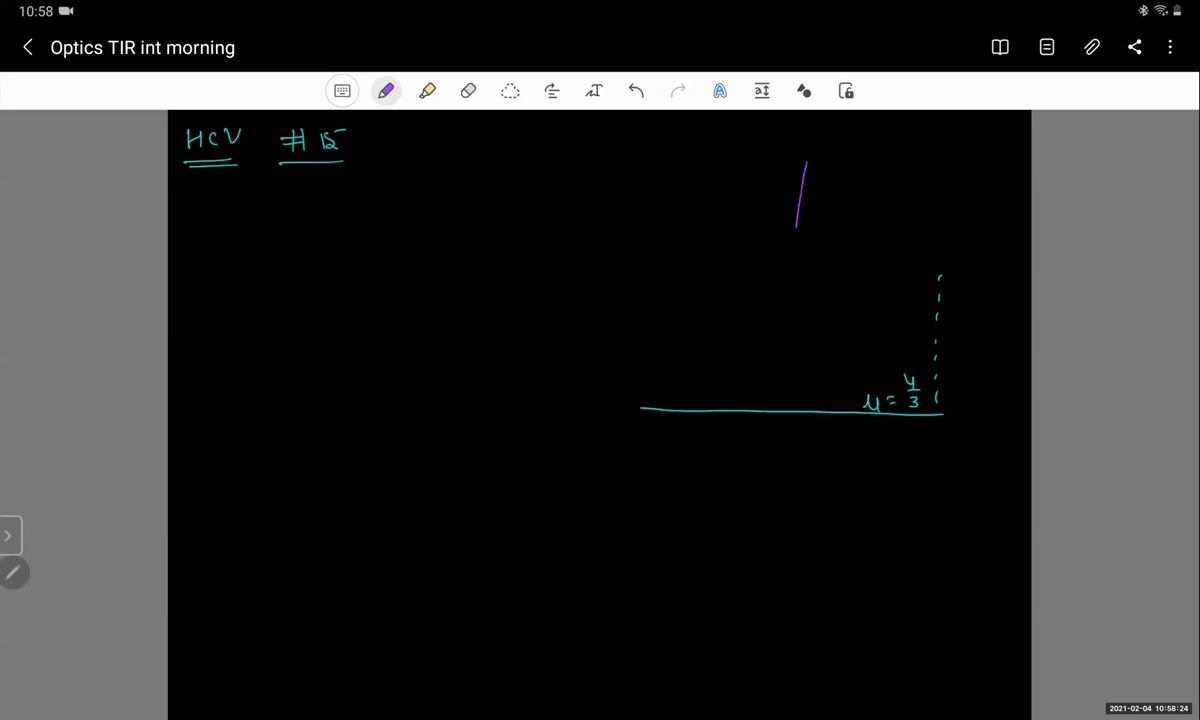 10:58
Optics TIR int morning
HCV # 15
μ = 4/3
2021-02-04 10:58:24